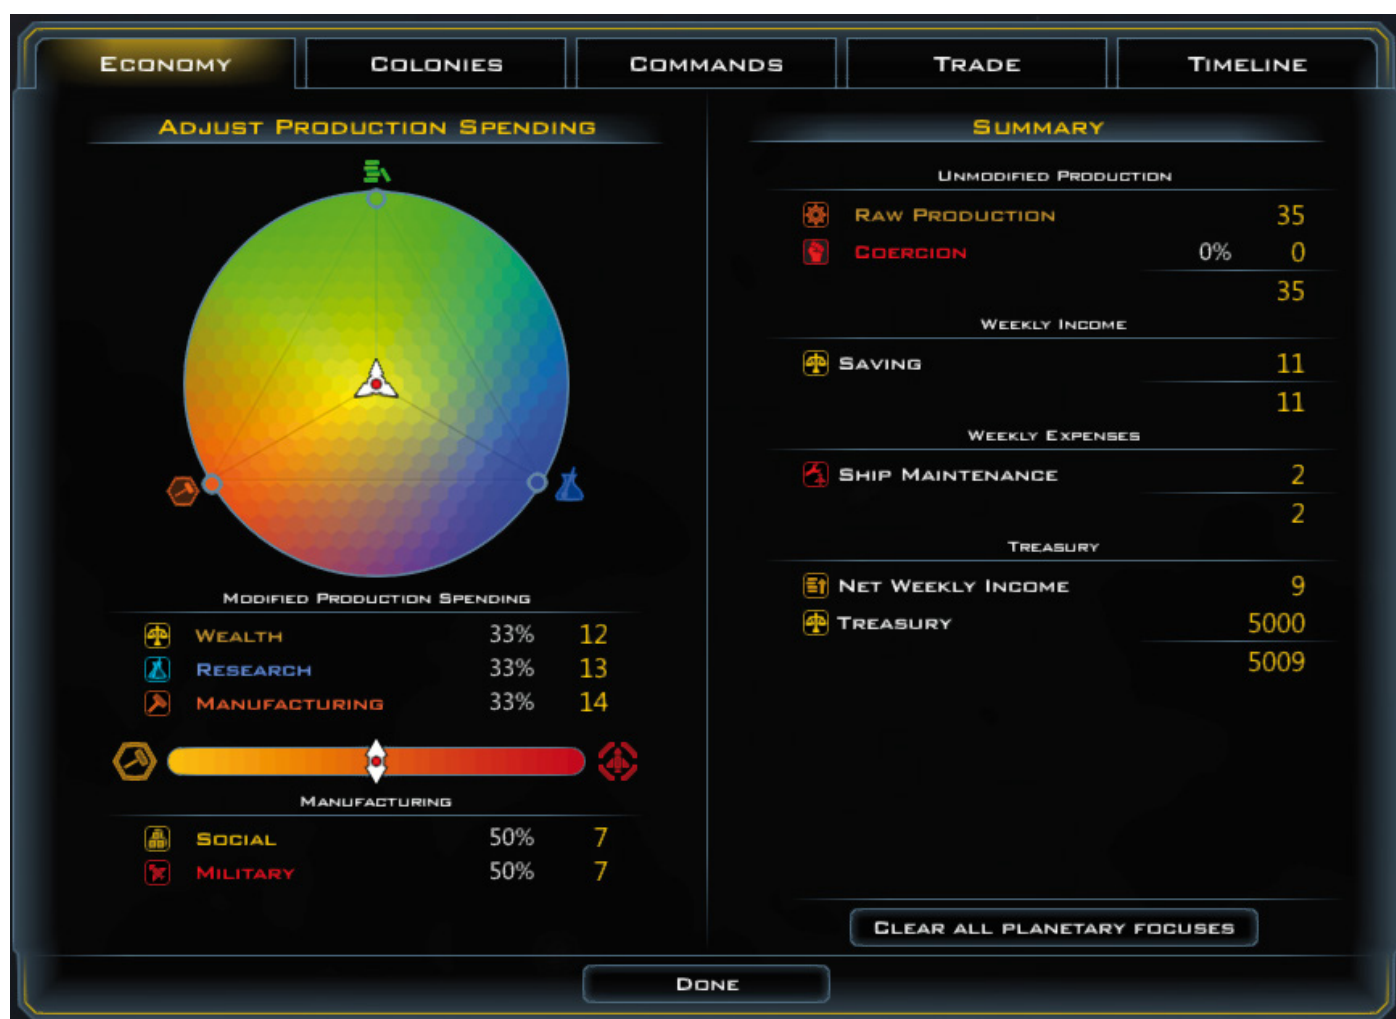 Economy
Colonies
Commands
Trade
Timeline
Adjust Production Spending
Modified Production Spending
Wealth 33% 12
Research 33% 13
Manufacturing 33% 14
Manufacturing
Social 50% 7
Military 50% 7
Summary
Unmodified Production
Raw Production 35
Coercion 0% 0
35
Weekly Income
Saving 11
11
Weekly Expenses
Ship Maintenance 2
2
Treasury
Net Weekly Income 9
Treasury 5000
5009
Clear all planetary focuses
Done